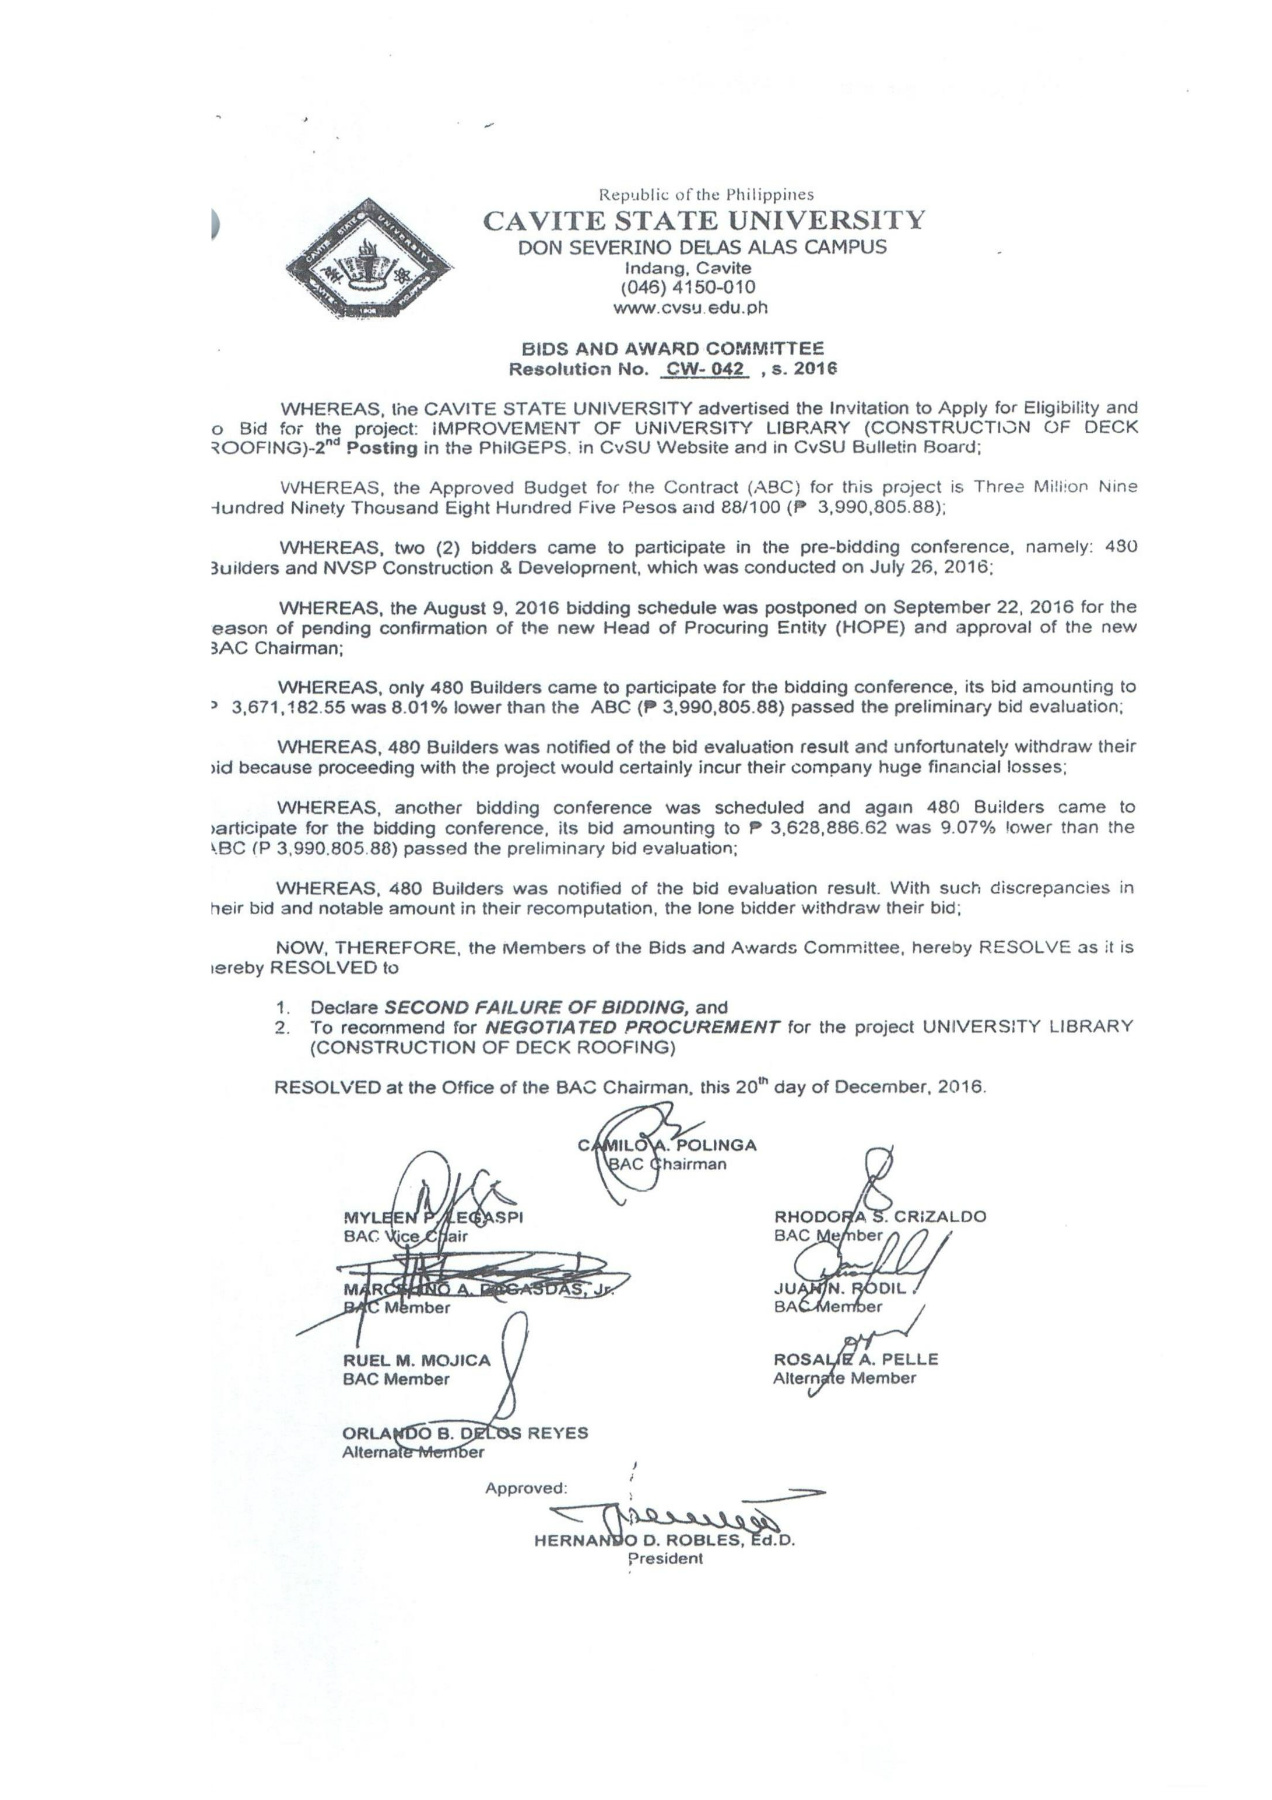 Republic of the Philippines
CAVITE STATE UNIVERSITY
DON SEVERINO DELAS ALAS CAMPUS
Indang, Cavite
(046) 4150-010
www.cvsu.edu.ph
CAVITE STATE UNIVERSITY
BIDS AND AWARD COMMITTEE
Resolution No. CW- 042 , s. 2016
WHEREAS, the CAVITE STATE UNIVERSITY advertised the Invitation to Apply for Eligibility and
o Bid for the project: IMPROVEMENT OF UNIVERSITY LIBRARY (CONSTRUCTION OF DECK
ROOFING)-2nd Posting in the PhilGEPS, in CvSU Website and in CvSU Bulletin Board;
WHEREAS, the Approved Budget for the Contract (ABC) for this project is Three Million Nine
Hundred Ninety Thousand Eight Hundred Five Pesos and 88/100 (₱ 3,990,805.88);
WHEREAS, two (2) bidders came to participate in the pre-bidding conference, namely: 480
Builders and NVSP Construction & Development, which was conducted on July 26, 2016;
WHEREAS, the August 9, 2016 bidding schedule was postponed on September 22, 2016 for the
eason of pending confirmation of the new Head of Procuring Entity (HOPE) and approval of the new
BAC Chairman;
WHEREAS, only 480 Builders came to participate for the bidding conference, its bid amounting to
₱ 3,671,182.55 was 8.01% lower than the ABC (₱ 3,990,805.88) passed the preliminary bid evaluation;
WHEREAS, 480 Builders was notified of the bid evaluation result and unfortunately withdraw their
bid because proceeding with the project would certainly incur their company huge financial losses;
WHEREAS, another bidding conference was scheduled and again 480 Builders came to
participate for the bidding conference, its bid amounting to ₱ 3,628,886.62 was 9.07% lower than the
ABC (P 3,990,805.88) passed the preliminary bid evaluation;
WHEREAS, 480 Builders was notified of the bid evaluation result. With such discrepancies in
heir bid and notable amount in their recomputation, the lone bidder withdraw their bid;
NOW, THEREFORE, the Members of the Bids and Awards Committee, hereby RESOLVE as it is
hereby RESOLVED to
1. Declare SECOND FAILURE OF BIDDING, and
2. To recommend for NEGOTIATED PROCUREMENT for the project UNIVERSITY LIBRARY
(CONSTRUCTION OF DECK ROOFING)
RESOLVED at the Office of the BAC Chairman, this 20th day of December, 2016.
CAMILO A. POLINGA
BAC Chairman
MYLEEN P. LEGASPI
BAC Vice Chair
RHODORA S. CRIZALDO
BAC Member
MARCELINO A. Jr.
BAC Member
JUAN N. RODIL
BAC Member
RUEL M. MOJICA
BAC Member
ROSALIE A. PELLE
Alternate Member
ORLANDO B. DELOS REYES
Alternate Member
Approved:
HERNANDO D. ROBLES, Ed.D.
President